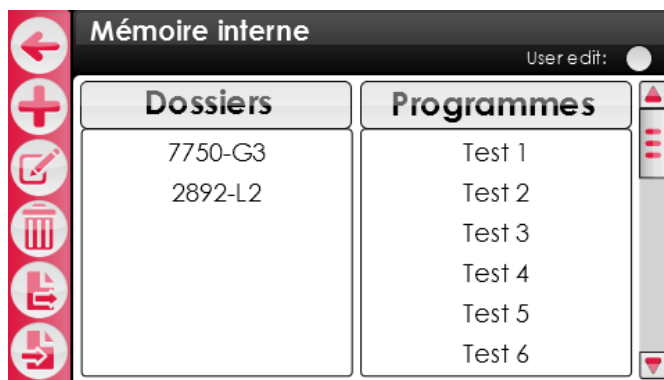 Mémoire interne
User edit:
Dossiers
7750-G3
2892-L2
Programmes
Test 1
Test 2
Test 3
Test 4
Test 5
Test 6